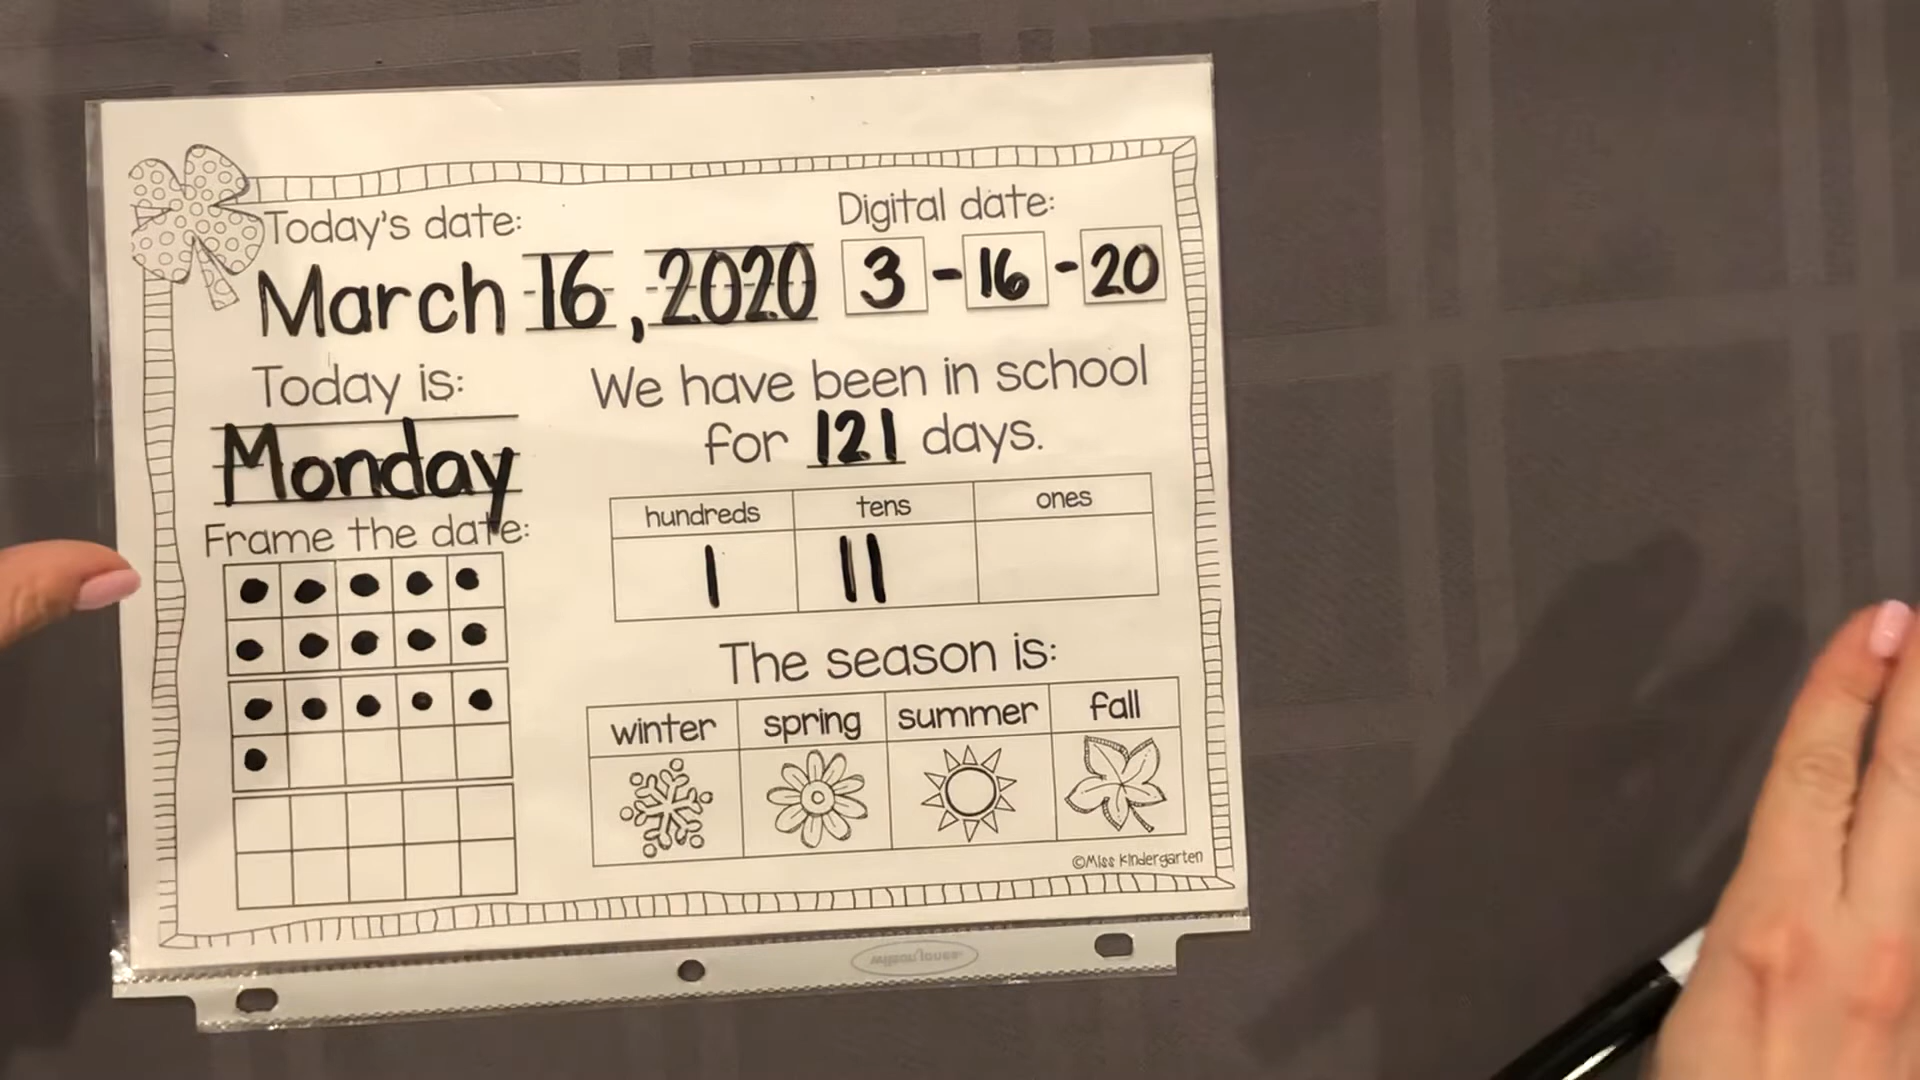 Today's date:
March 16, 2020
Digital date:
3 - 16 - 20
Today is:
Monday
We have been in school
for 121 days.
Frame the date:
hundreds tens ones
1 11
The season is:
winter spring summer fall
©Miss Kindergarten
Wilson Jones